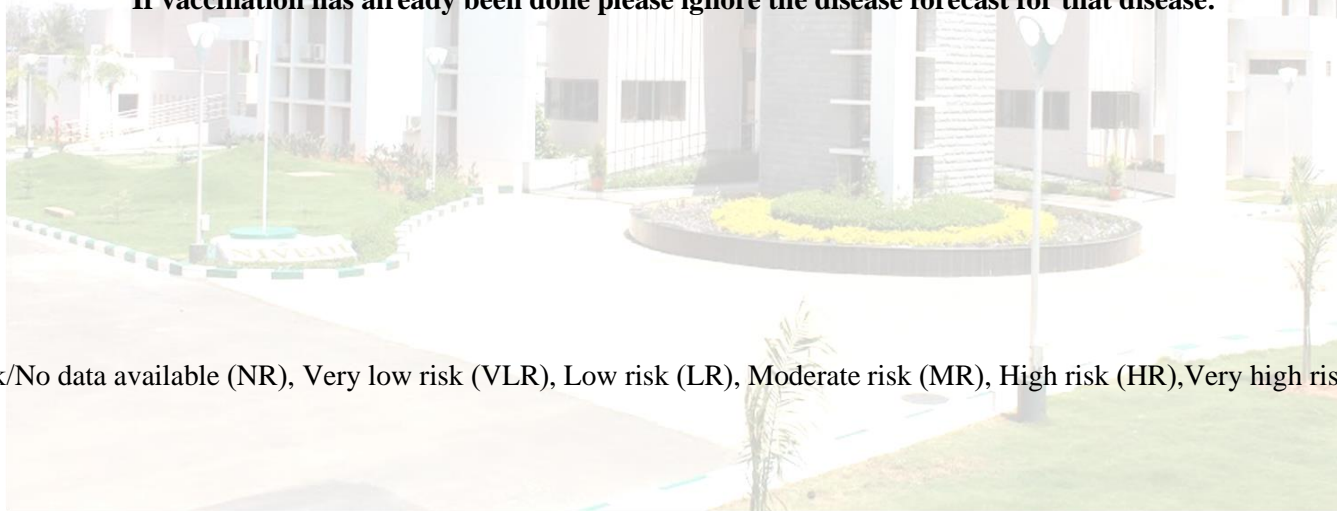 If vaccination has already been done please ignore the disease forecast for that disease.
k/No data available (NR), Very low risk (VLR), Low risk (LR), Moderate risk (MR), High risk (HR),Very high ris